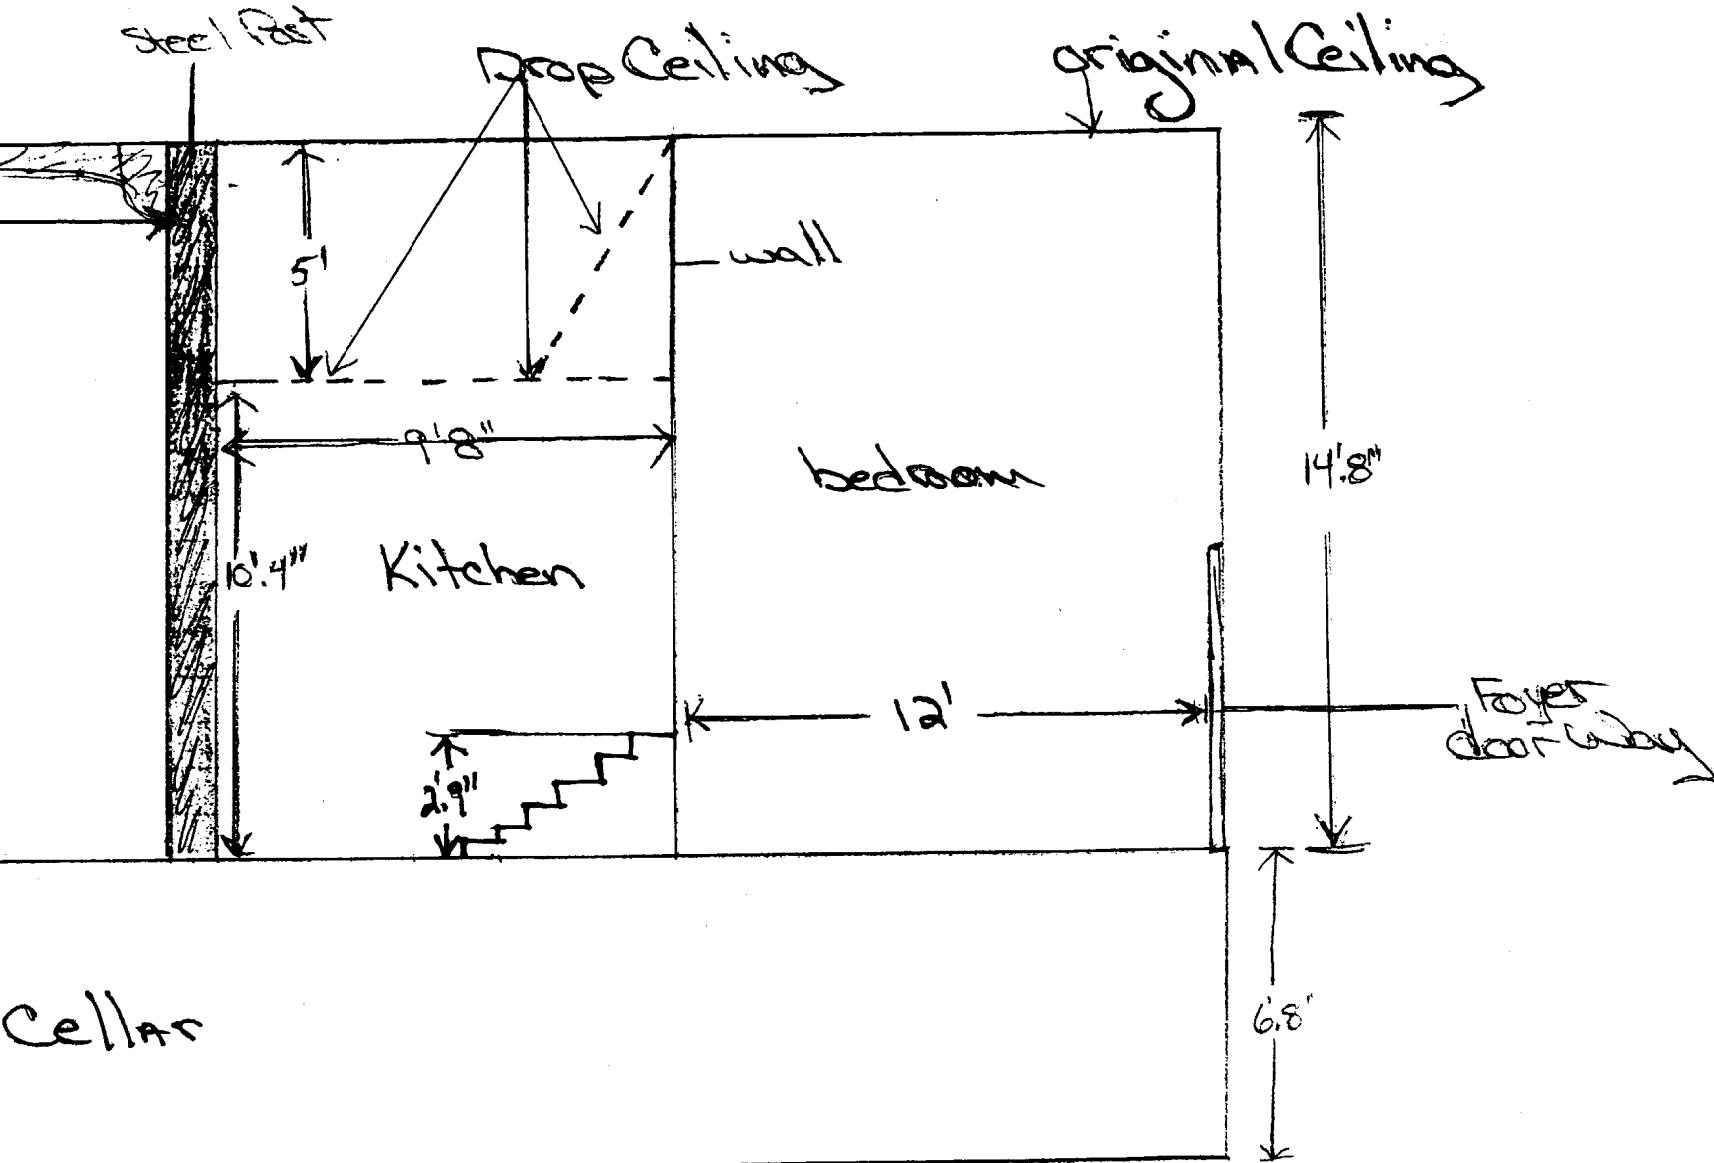 Steel Post
Drop Ceiling
original Ceiling
5'
wall
9'8"
bedroom
14'.8"
10'.4"
Kitchen
12'
Foyer
door way
2'.9"
Cellar
6'.8"